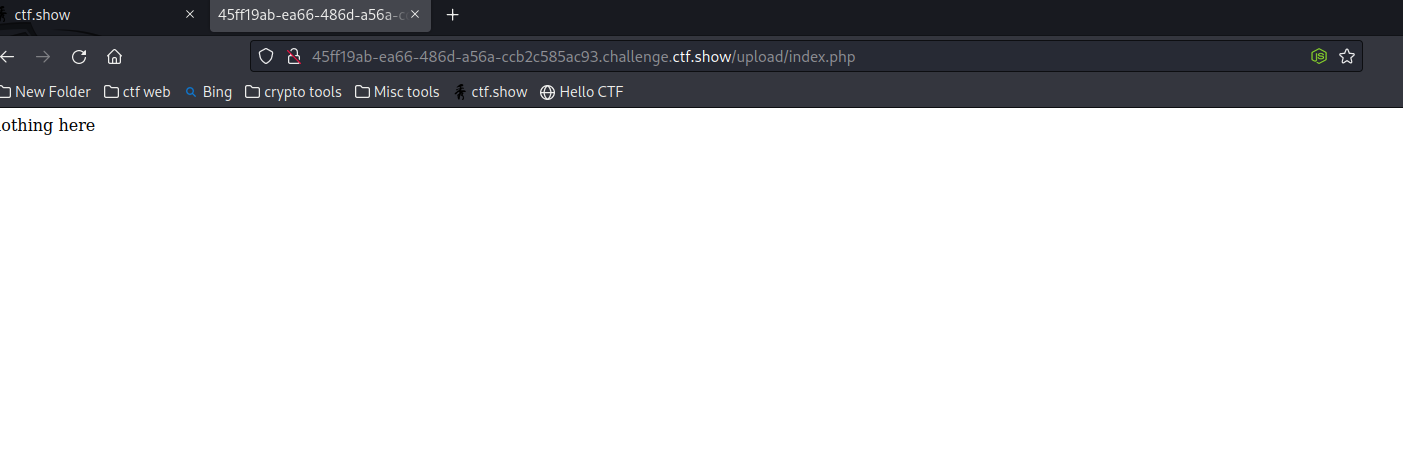 ctf.show
45ff19ab-ea66-486d-a56a-c
45ff19ab-ea66-486d-a56a-ccb2c585ac93.challenge.ctf.show/upload/index.php
New Folder ctf web Bing crypto tools Misc tools ctf.show Hello CTF
othing here